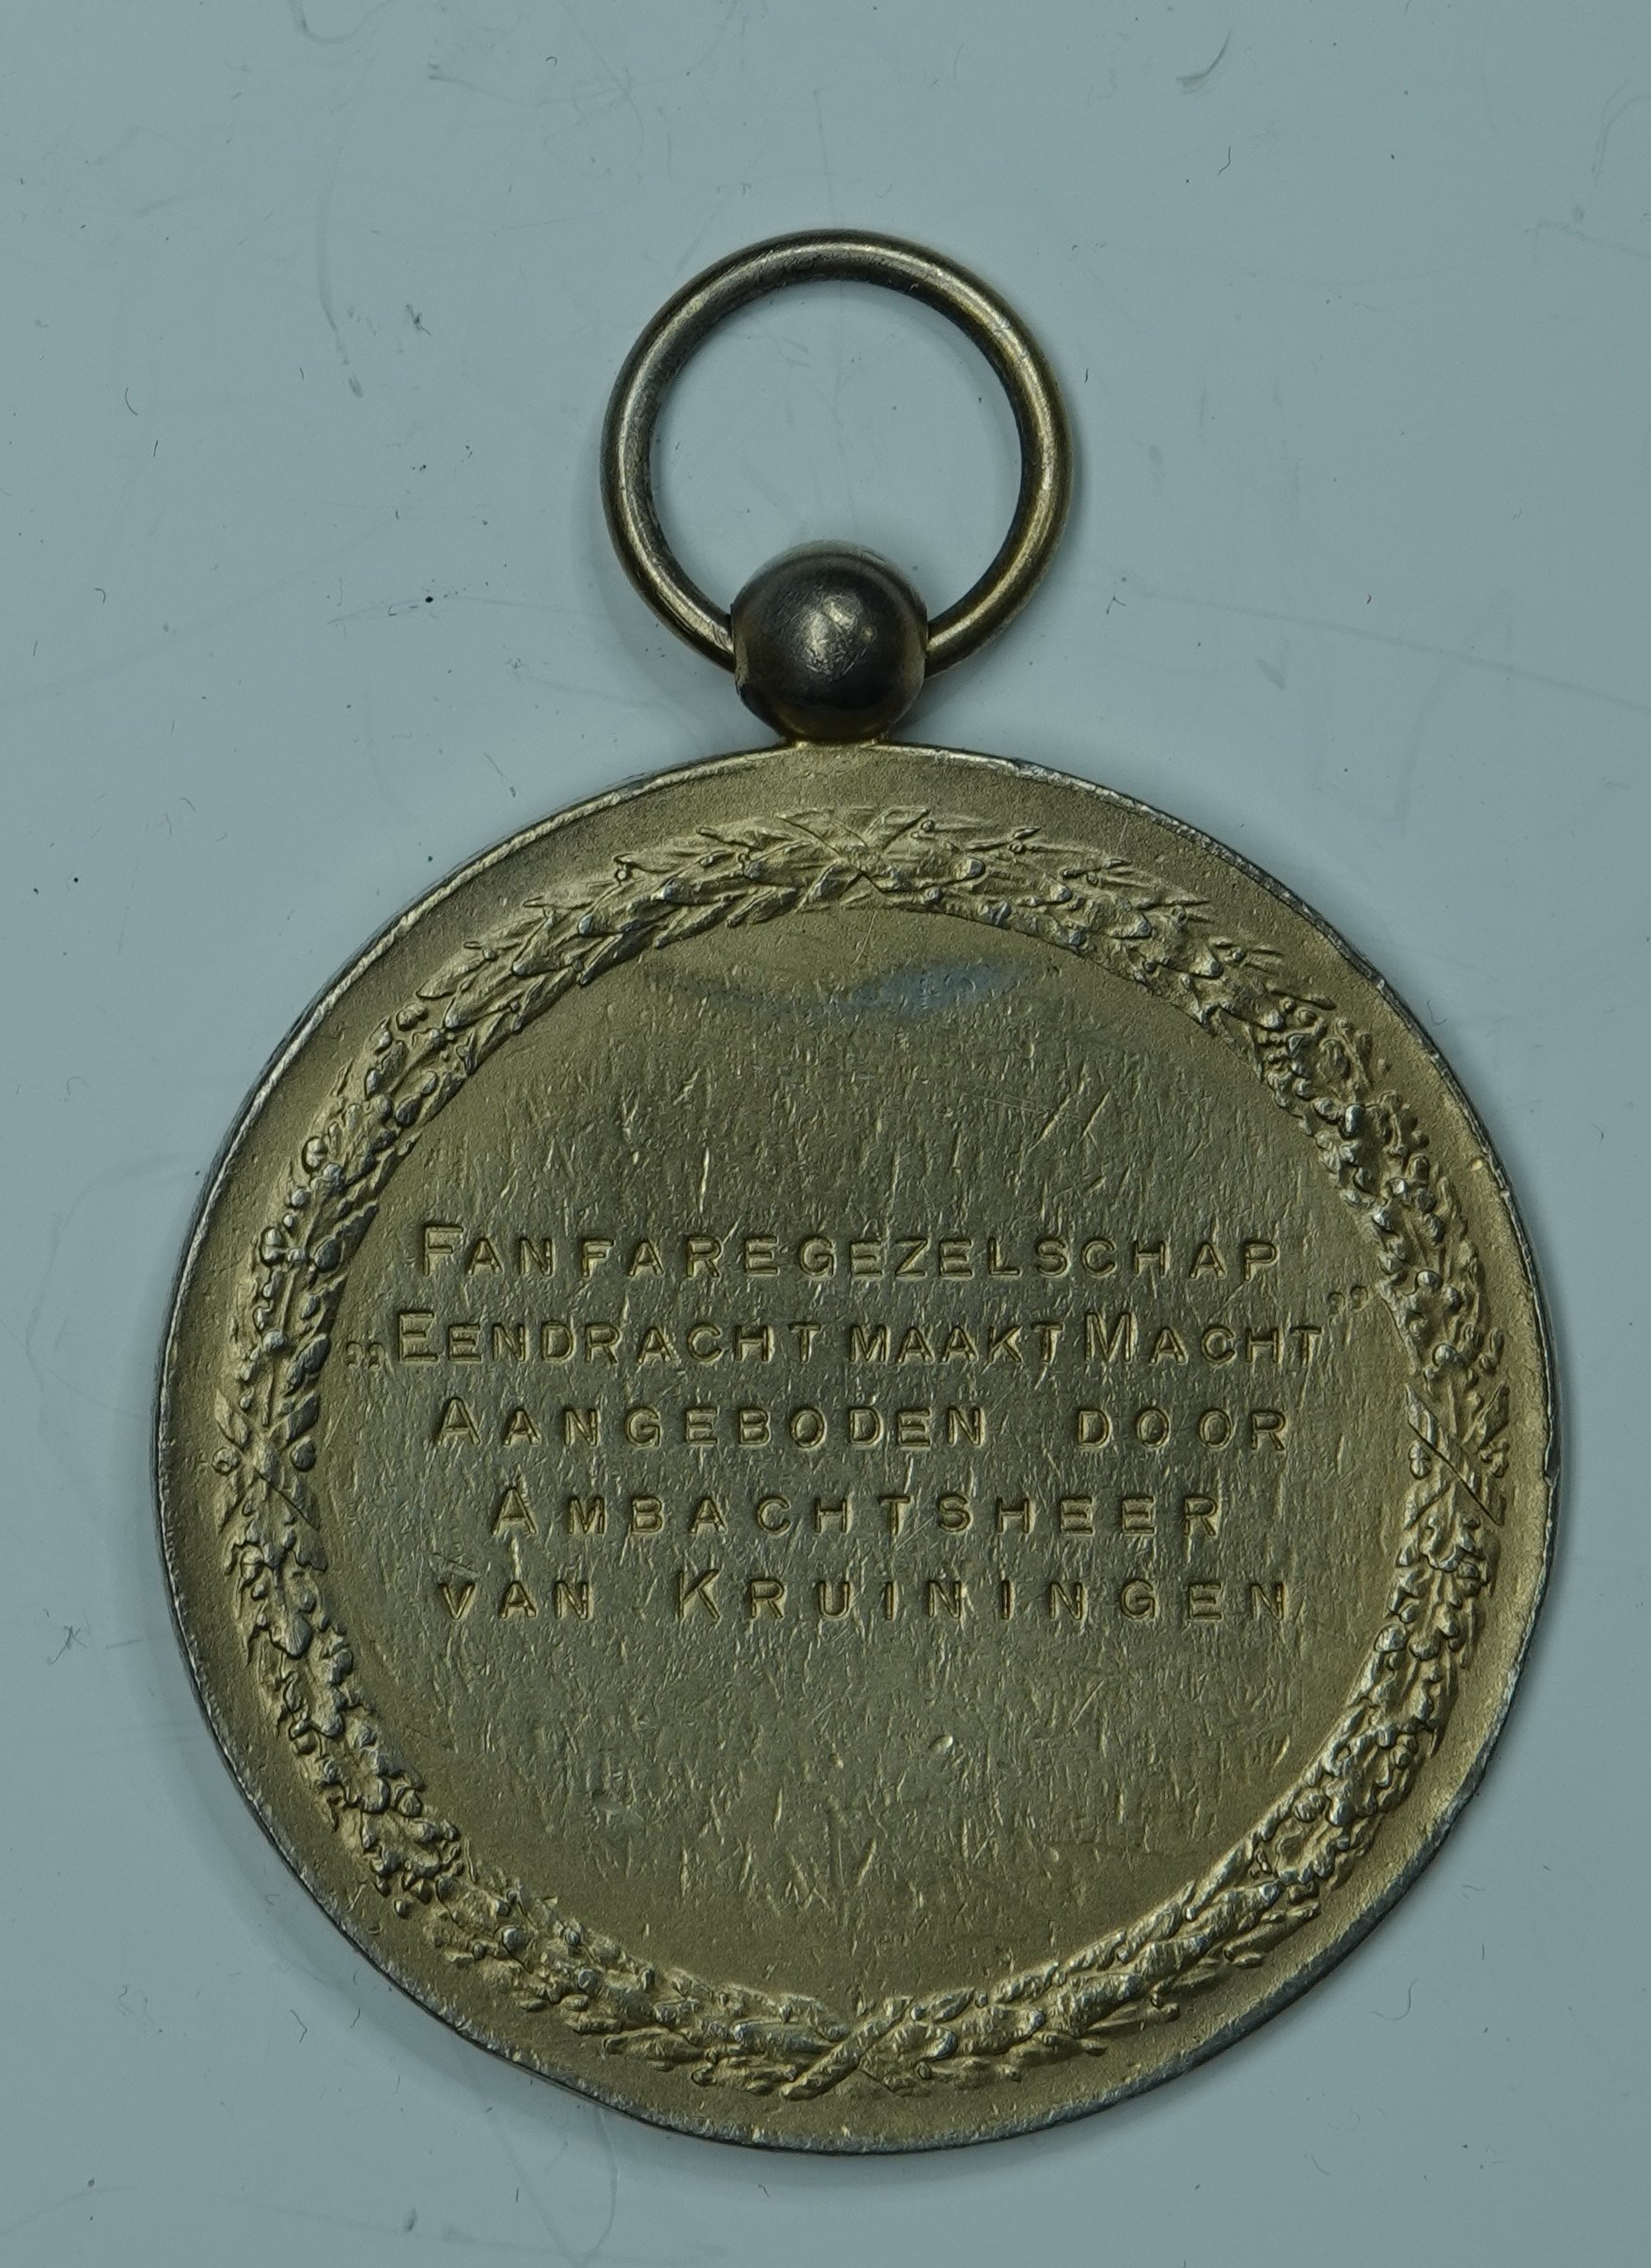 FANFAREGEZELSCHAP
„EENDRACHT MAAKT MACHT”
AANGEBODEN DOOR
AMBACHTSHEER
VAN KRUININGEN